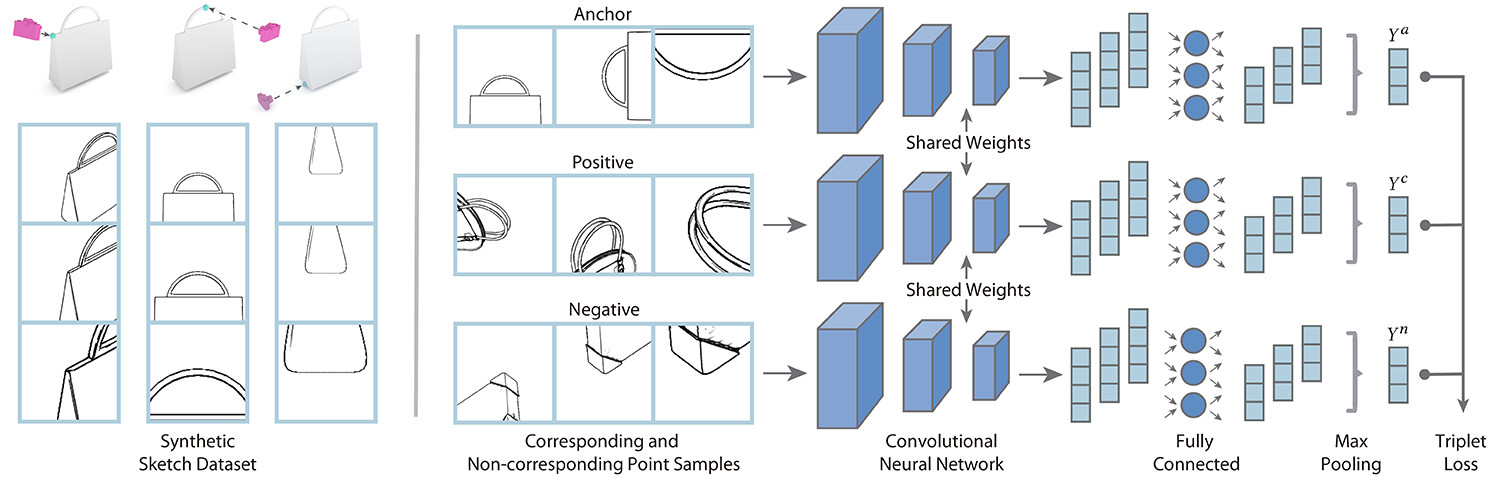 Anchor
Y^a
Shared Weights
Positive
Y^c
Shared Weights
Negative
Y^n
Synthetic
Sketch Dataset
Corresponding and
Non-corresponding Point Samples
Convolutional
Neural Network
Fully
Connected
Max
Pooling
Triplet
Loss